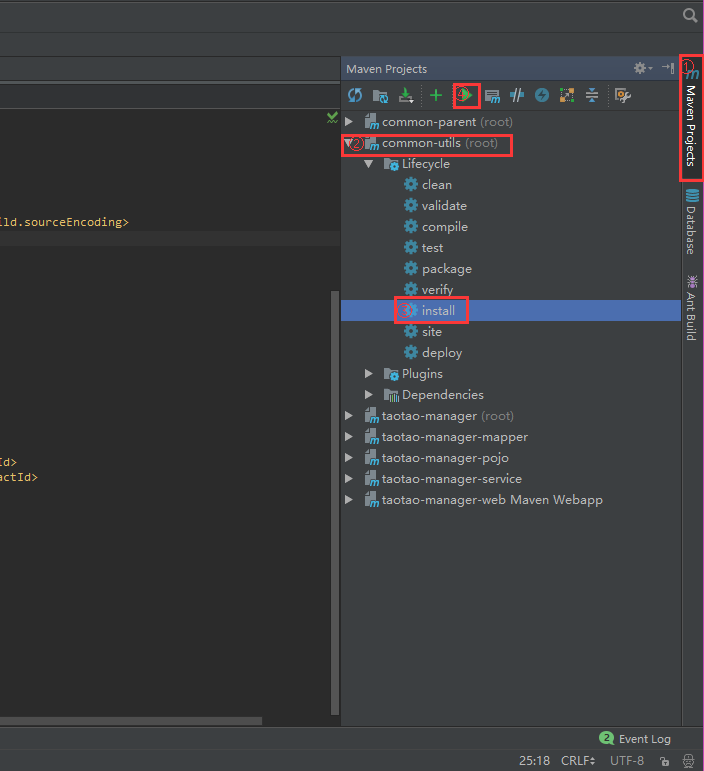 Maven Projects
①
Maven Projects
④
common-parent (root)
② common-utils (root)
Lifecycle
clean
validate
compile
test
package
verify
install
site
deploy
Plugins
Dependencies
taotao-manager (root)
taotao-manager-mapper
taotao-manager-pojo
taotao-manager-service
taotao-manager-web Maven Webapp
Database
Ant Build
ild.sourceEncoding>
Id>
actId>
2 Event Log
25:18 CRLF UTF-8